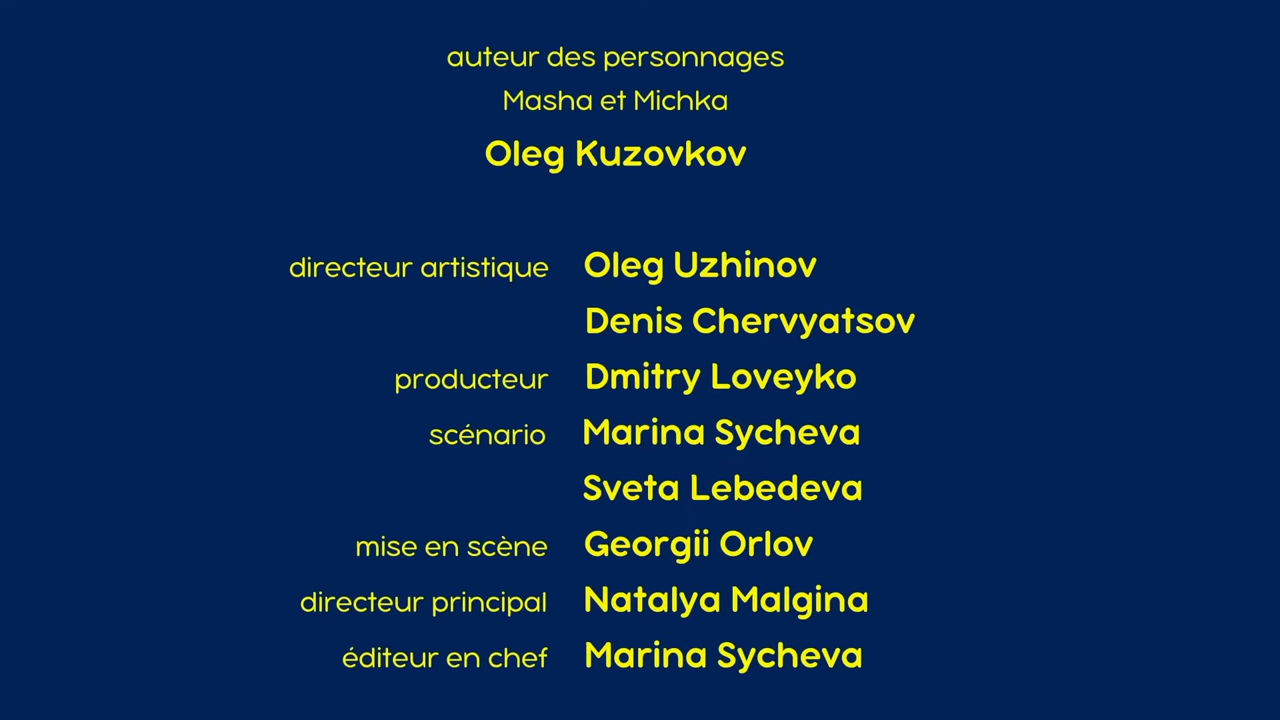 auteur des personnages
Masha et Michka
Oleg Kuzovkov
directeur artistique Oleg Uzhinov
Denis Chervyatsov
producteur Dmitry Loveyko
scénario Marina Sycheva
Sveta Lebedeva
mise en scène Georgii Orlov
directeur principal Natalya Malgina
éditeur en chef Marina Sycheva